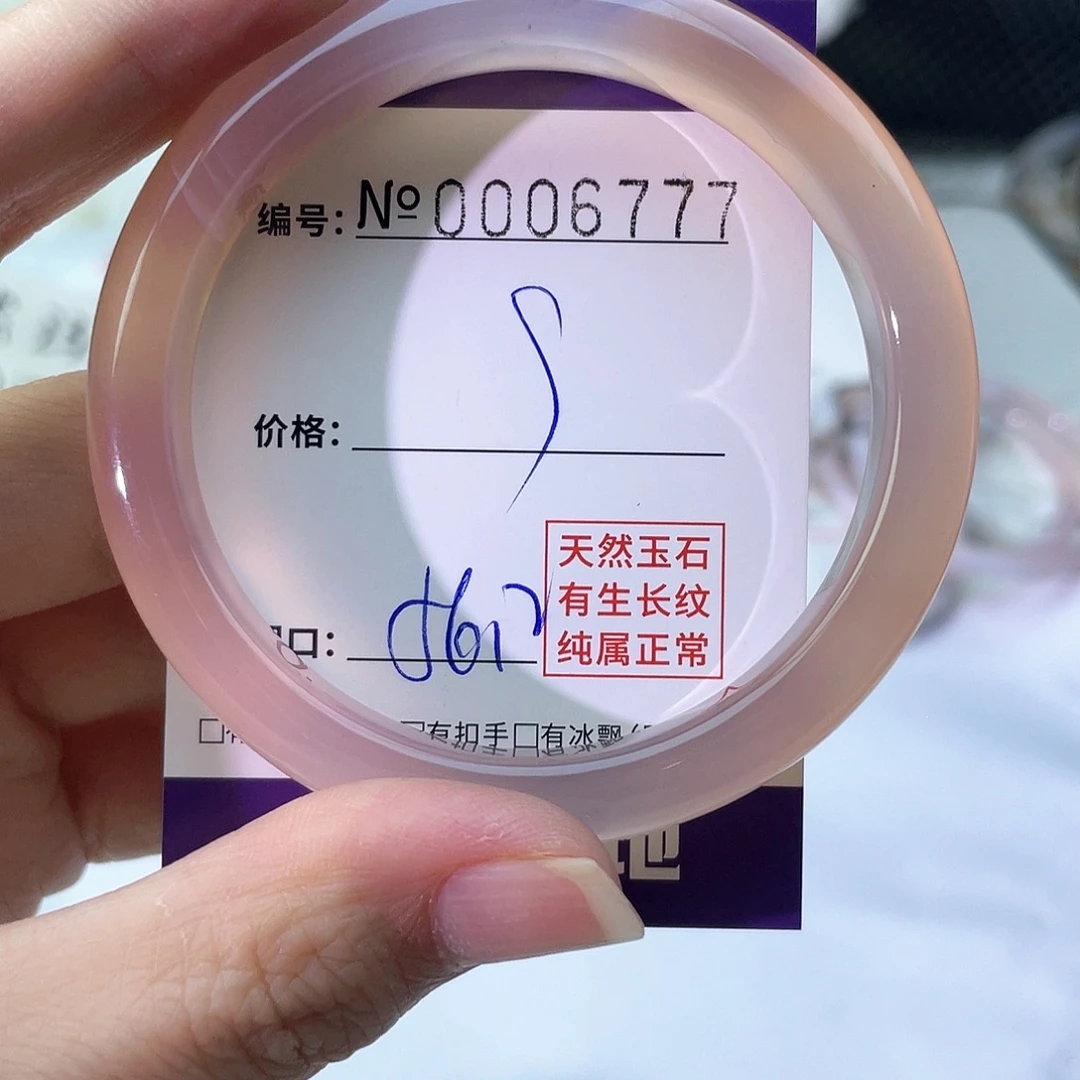 编号: №0006777
价格:
口:
天然玉石
有生长纹
纯属正常
有扣手 □有冰飘